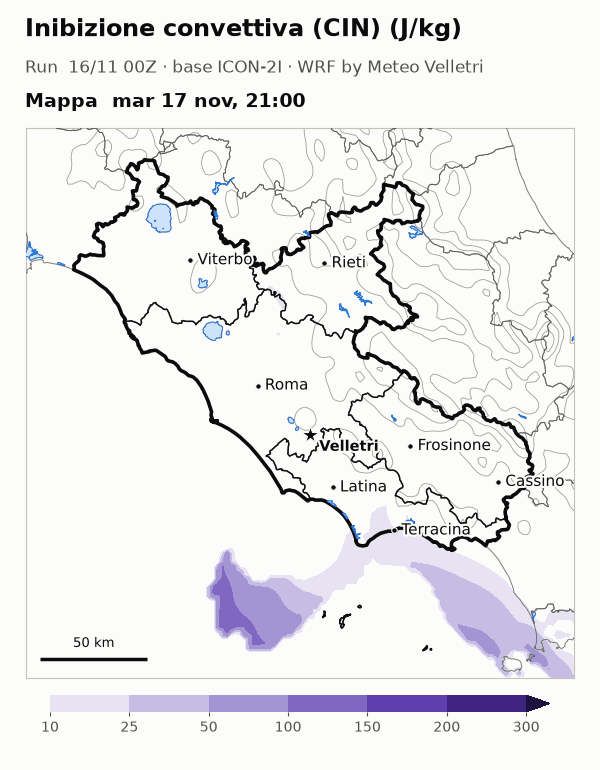 Inibizione convettiva (CIN) (J/kg)
Run  16/11 00Z · base ICON-2I · WRF by Meteo Velletri
Mappa  mar 17 nov, 21:00
Viterbo
Rieti
Roma
Velletri
Frosinone
Cassino
Latina
Terracina
50 km
10 25 50 100 150 200 300